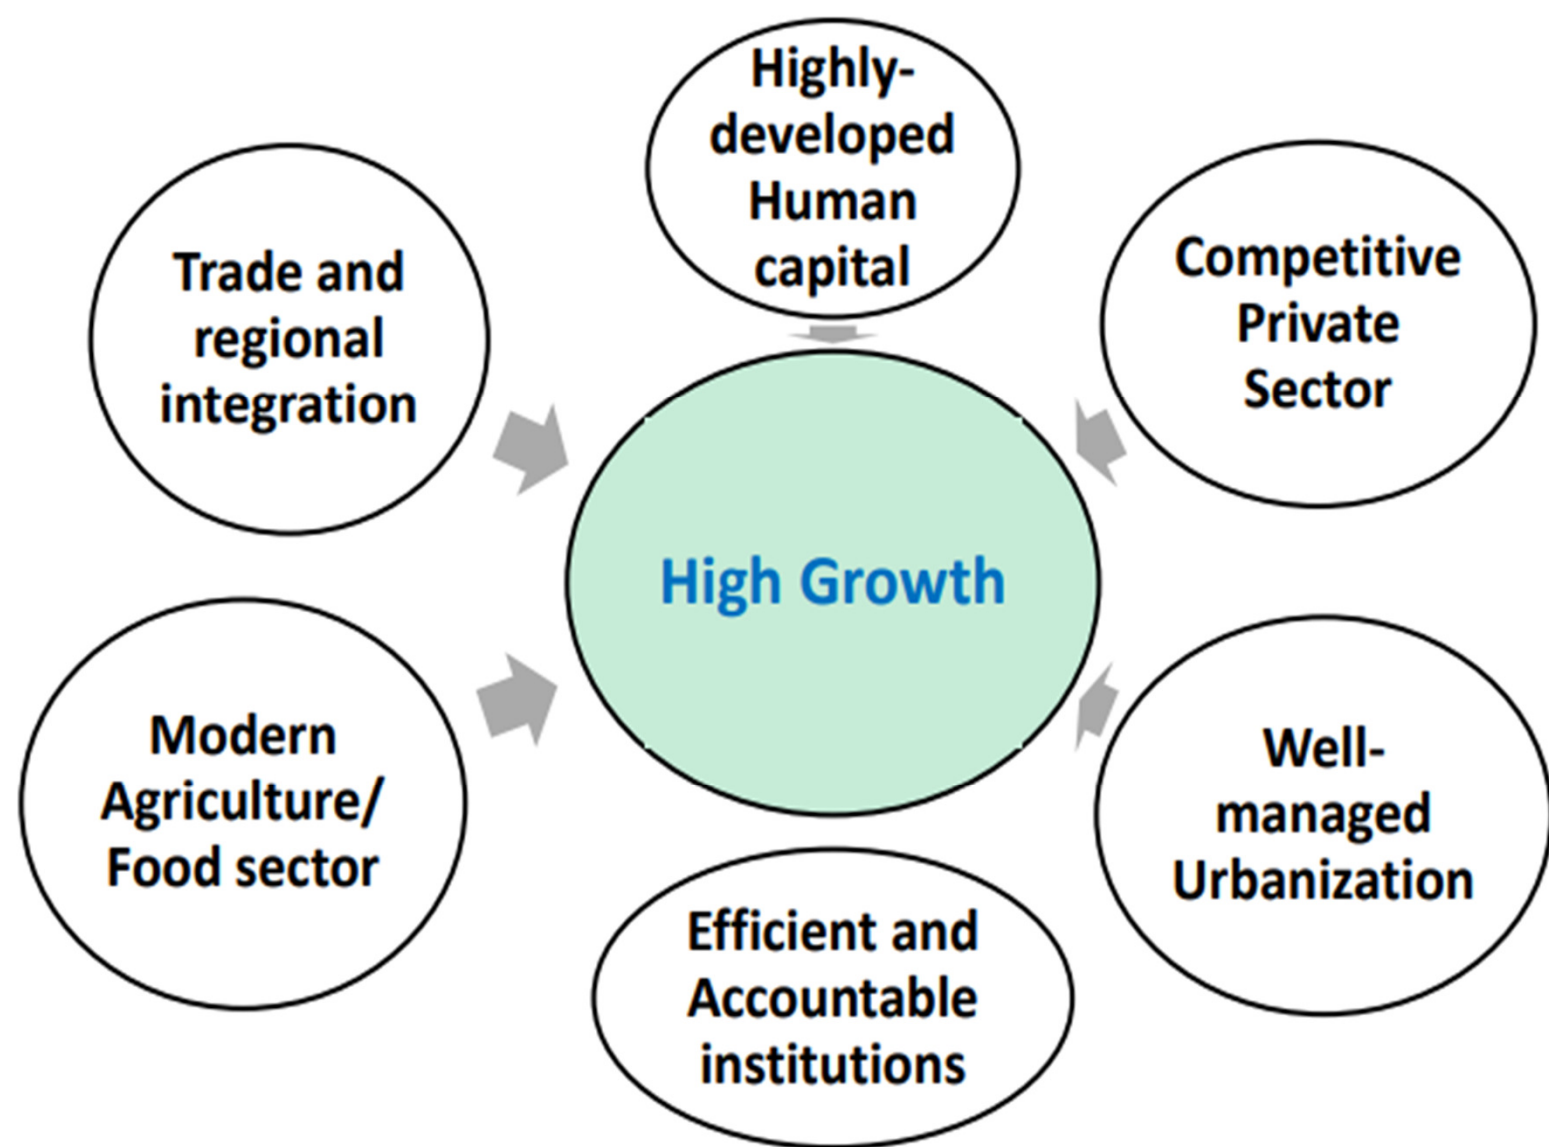 Highly-
developed
Human
capital
Trade and
regional
integration
Competitive
Private
Sector
High Growth
Modern
Agriculture/
Food sector
Well-
managed
Urbanization
Efficient and
Accountable
institutions